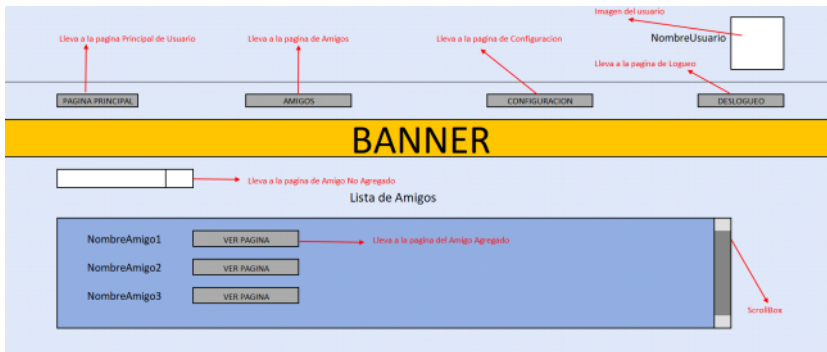 Imagen del usuario
Lleva a la pagina Principal de Usuario
Lleva a la pagina de Amigos
Lleva a la pagina de Configuracion
NombreUsuario
Lleva a la pagina de Logueo
PAGINA PRINCIPAL
AMIGOS
CONFIGURACION
DESLOGUEO
BANNER
Lleva a la pagina de Amigo No Agregado
Lista de Amigos
NombreAmigo1
VER PAGINA
Lleva a la pagina del Amigo Agregado
NombreAmigo2
VER PAGINA
NombreAmigo3
VER PAGINA
ScrollBox